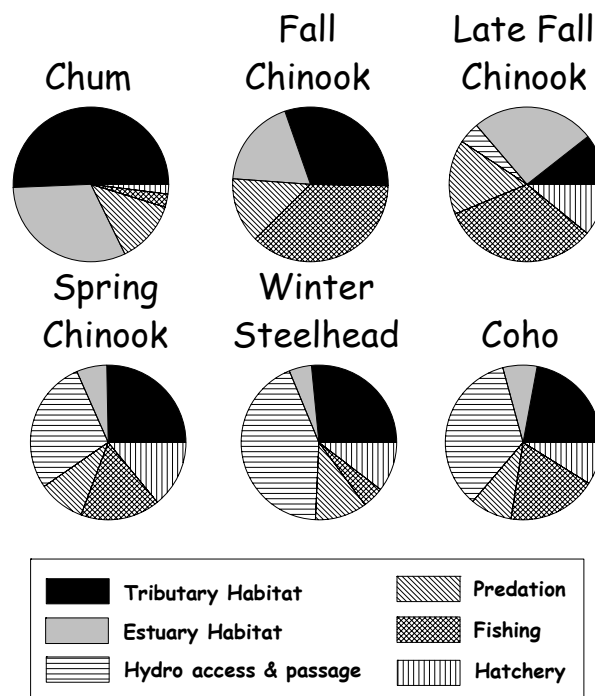 Chum
Fall
Chinook
Late Fall
Chinook
Spring
Chinook
Winter
Steelhead
Coho
Tributary Habitat
Estuary Habitat
Hydro access & passage
Predation
Fishing
Hatchery